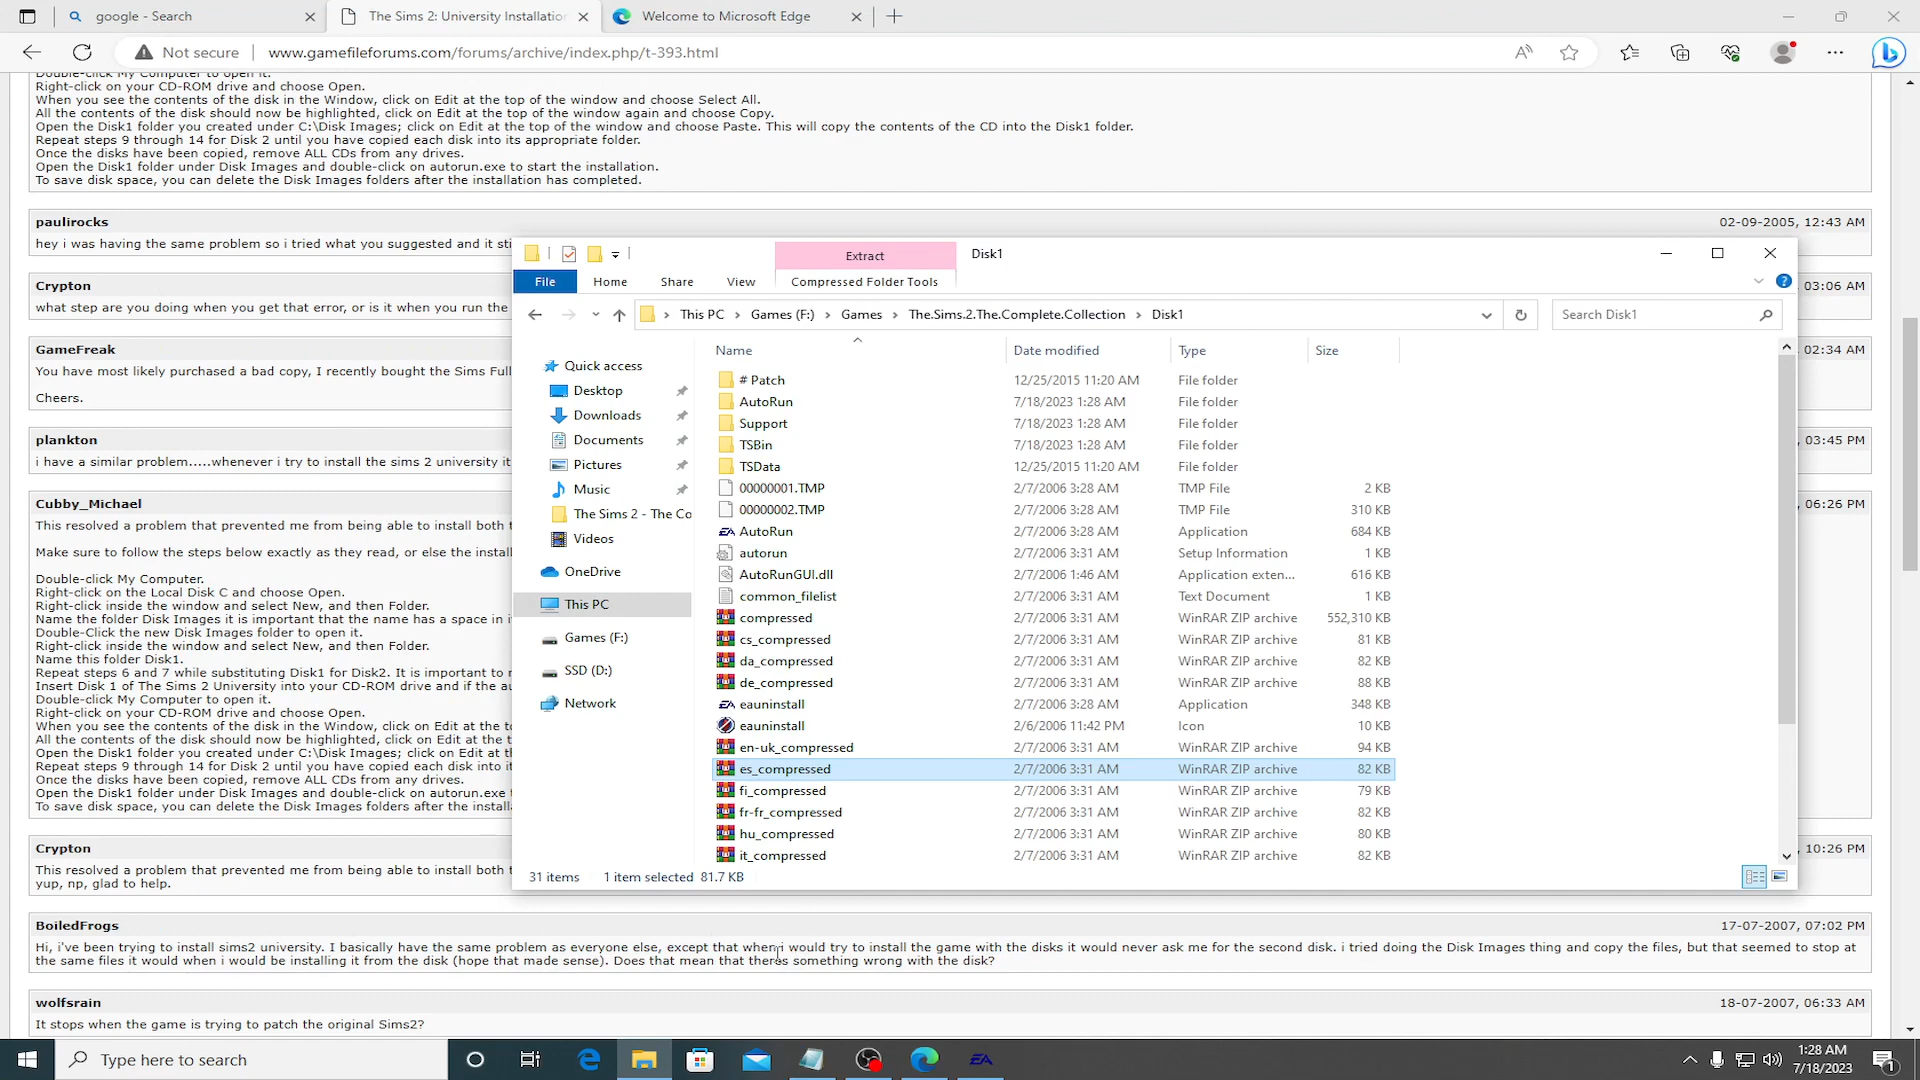 google - Search
The Sims 2: University Installatio
Welcome to Microsoft Edge
Not secure
www.gamefileforums.com/forums/archive/index.php/t-393.html
Double-click My Computer to open it.
Right-click on your CD-ROM drive and choose Open.
When you see the contents of the disk in the Window, click on Edit at the top of the window and choose Select All.
All the contents of the disk should now be highlighted, click on Edit at the top of the window again and choose Copy.
Open the Disk1 folder you created under C:\Disk Images; click on Edit at the top of the window and choose Paste. This will copy the contents of the CD into the Disk1 folder.
Repeat steps 9 through 14 for Disk 2 until you have copied each disk into its appropriate folder.
Once the disks have been copied, remove ALL CDs from any drives.
Open the Disk1 folder under Disk Images and double-click on autorun.exe to start the installation.
To save disk space, you can delete the Disk Images folders after the installation has completed.
paulirocks
02-09-2005, 12:43 AM
hey i was having the same problem so i tried what you suggested and it sti
Crypton
03:06 AM
what step are you doing when you get that error, or is it when you run the
GameFreak
02:34 AM
You have most likely purchased a bad copy, I recently bought the Sims Full
Cheers.
plankton
03:45 PM
i have a similar problem.....whenever i try to install the sims 2 university it
Cubby_Michael
06:26 PM
This resolved a problem that prevented me from being able to install both t
Make sure to follow the steps below exactly as they read, or else the install
Double-click My Computer.
Right-click on the Local Disk C and choose Open.
Right-click inside the window and select New, and then Folder.
Name the folder Disk Images it is important that the name has a space in i
Double-Click the new Disk Images folder to open it.
Right-click inside the window and select New, and then Folder.
Name this folder Disk1.
Repeat steps 6 and 7 while substituting Disk1 for Disk2. It is important to r
Insert Disk 1 of The Sims 2 University into your CD-ROM drive and if the au
Double-click My Computer to open it.
Right-click on your CD-ROM drive and choose Open.
When you see the contents of the disk in the Window, click on Edit at the to
All the contents of the disk should now be highlighted, click on Edit at the t
Open the Disk1 folder you created under C:\Disk Images; click on Edit at th
Repeat steps 9 through 14 for Disk 2 until you have copied each disk into it
Once the disks have been copied, remove ALL CDs from any drives.
Open the Disk1 folder under Disk Images and double-click on autorun.exe t
To save disk space, you can delete the Disk Images folders after the install
Crypton
10:26 PM
This resolved a problem that prevented me from being able to install both t
yup, np, glad to help.
BoiledFrogs
17-07-2007, 07:02 PM
Hi, i've been trying to install sims2 university. I basically have the same problem as everyone else, except that when i would try to install the game with the disks it would never ask me for the second disk. i tried doing the Disk Images thing and copy the files, but that seemed to stop at
the same files it would when i would be installing it from the disk (hope that made sense). Does that mean that theres something wrong with the disk?
wolfsrain
18-07-2007, 06:33 AM
It stops when the game is trying to patch the original Sims2?
Extract
Disk1
File
Home
Share
View
Compressed Folder Tools
This PC
Games (F:)
Games
The.Sims.2.The.Complete.Collection
Disk1
Search Disk1
Quick access
Desktop
Downloads
Documents
Pictures
Music
The Sims 2 - The Co
Videos
OneDrive
This PC
Games (F:)
SSD (D:)
Network
Name Date modified Type Size
# Patch 12/25/2015 11:20 AM File folder
AutoRun 7/18/2023 1:28 AM File folder
Support 7/18/2023 1:28 AM File folder
TSBin 7/18/2023 1:28 AM File folder
TSData 12/25/2015 11:20 AM File folder
00000001.TMP 2/7/2006 3:28 AM TMP File 2 KB
00000002.TMP 2/7/2006 3:28 AM TMP File 310 KB
AutoRun 2/7/2006 3:28 AM Application 684 KB
autorun 2/7/2006 3:31 AM Setup Information 1 KB
AutoRunGUI.dll 2/7/2006 1:46 AM Application exten... 616 KB
common_filelist 2/7/2006 3:31 AM Text Document 1 KB
compressed 2/7/2006 3:31 AM WinRAR ZIP archive 552,310 KB
cs_compressed 2/7/2006 3:31 AM WinRAR ZIP archive 81 KB
da_compressed 2/7/2006 3:31 AM WinRAR ZIP archive 82 KB
de_compressed 2/7/2006 3:31 AM WinRAR ZIP archive 88 KB
eauninstall 2/7/2006 3:28 AM Application 348 KB
eauninstall 2/6/2006 11:42 PM Icon 10 KB
en-uk_compressed 2/7/2006 3:31 AM WinRAR ZIP archive 94 KB
es_compressed 2/7/2006 3:31 AM WinRAR ZIP archive 82 KB
fi_compressed 2/7/2006 3:31 AM WinRAR ZIP archive 79 KB
fr-fr_compressed 2/7/2006 3:31 AM WinRAR ZIP archive 82 KB
hu_compressed 2/7/2006 3:31 AM WinRAR ZIP archive 80 KB
it_compressed 2/7/2006 3:31 AM WinRAR ZIP archive 82 KB
31 items 1 item selected 81.7 KB
Type here to search
EA
1:28 AM
7/18/2023
1